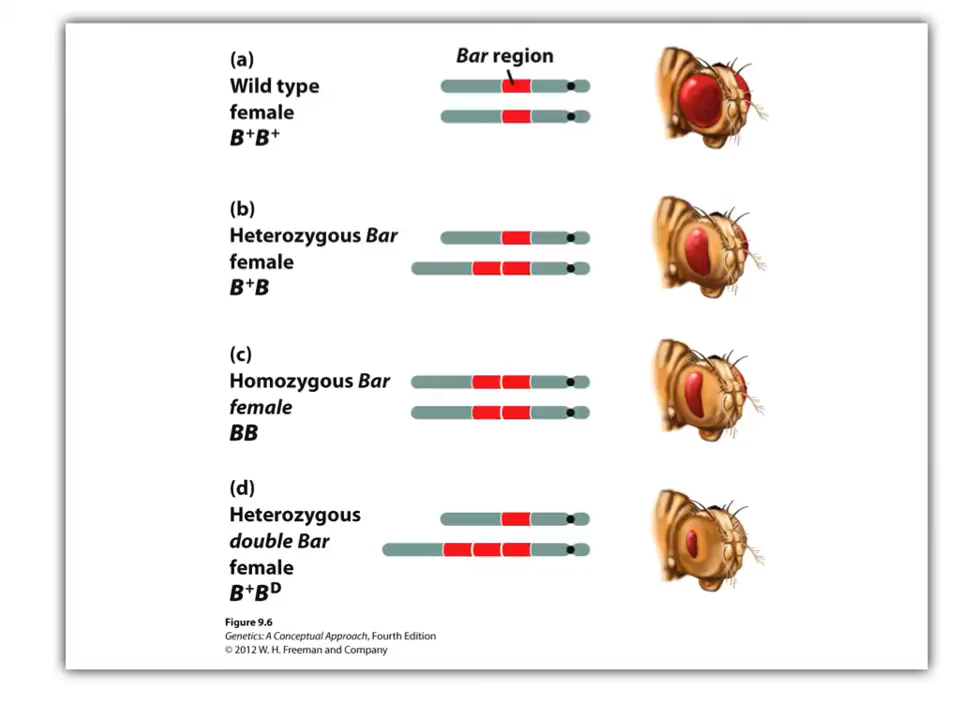 (a)
Wild type
female
B⁺B⁺
Bar region
(b)
Heterozygous Bar
female
B⁺B
(c)
Homozygous Bar
female
BB
(d)
Heterozygous
double Bar
female
B⁺Bᴰ
Figure 9.6
Genetics: A Conceptual Approach, Fourth Edition
© 2012 W. H. Freeman and Company